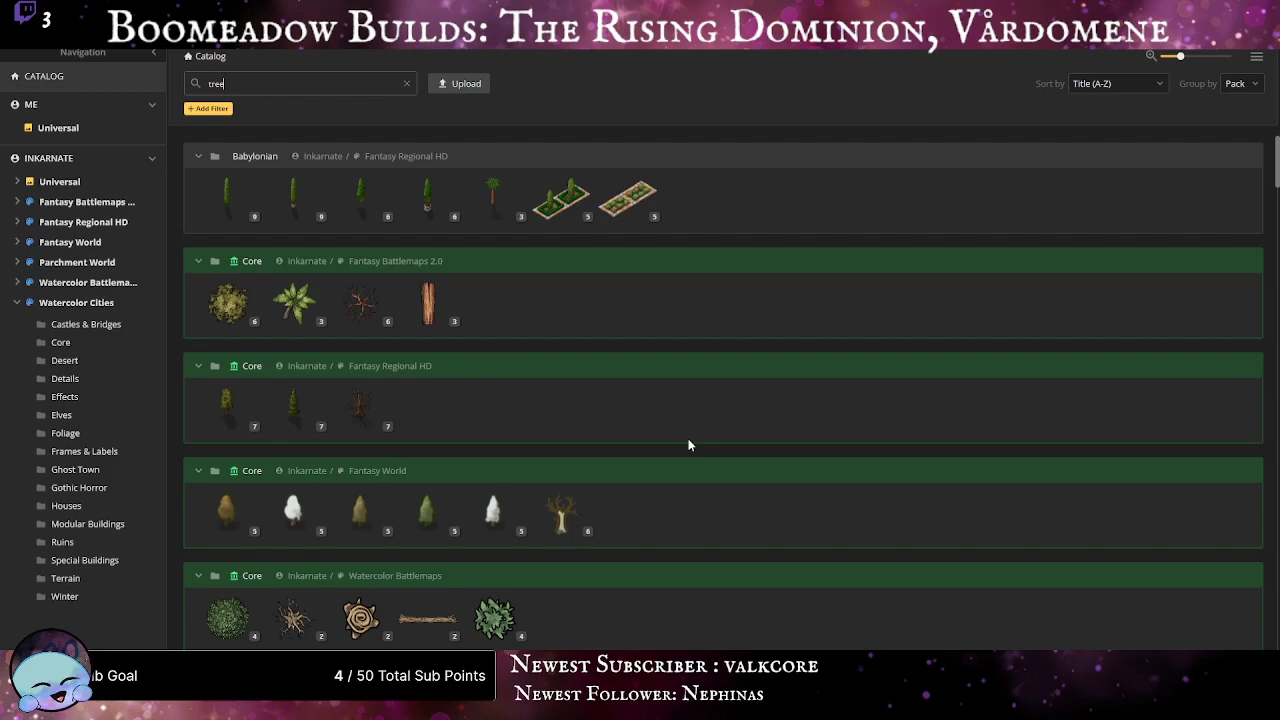 3
Boomeadow Builds: The Rising Dominion, Vårdomene
Navigation
CATALOG
ME
Universal
INKARNATE
Universal
Fantasy Battlemaps ...
Fantasy Regional HD
Fantasy World
Parchment World
Watercolor Battlema...
Watercolor Cities
Castles & Bridges
Core
Desert
Details
Effects
Elves
Foliage
Frames & Labels
Ghost Town
Gothic Horror
Houses
Modular Buildings
Ruins
Special Buildings
Terrain
Winter
Catalog
tree
Upload
Sort by Title (A-Z) Group by Pack
+ Add Filter
Babylonian Inkarnate / Fantasy Regional HD
9 9 6 6 3 5 5
Core Inkarnate / Fantasy Battlemaps 2.0
6 3 6 3
Core Inkarnate / Fantasy Regional HD
7 7 7
Core Inkarnate / Fantasy World
5 5 5 5 5 6
Core Inkarnate / Watercolor Battlemaps
4 2 2 2 4
Goal 4 / 50 Total Sub Points
Newest Subscriber : valkcore
Newest Follower: Nephinas